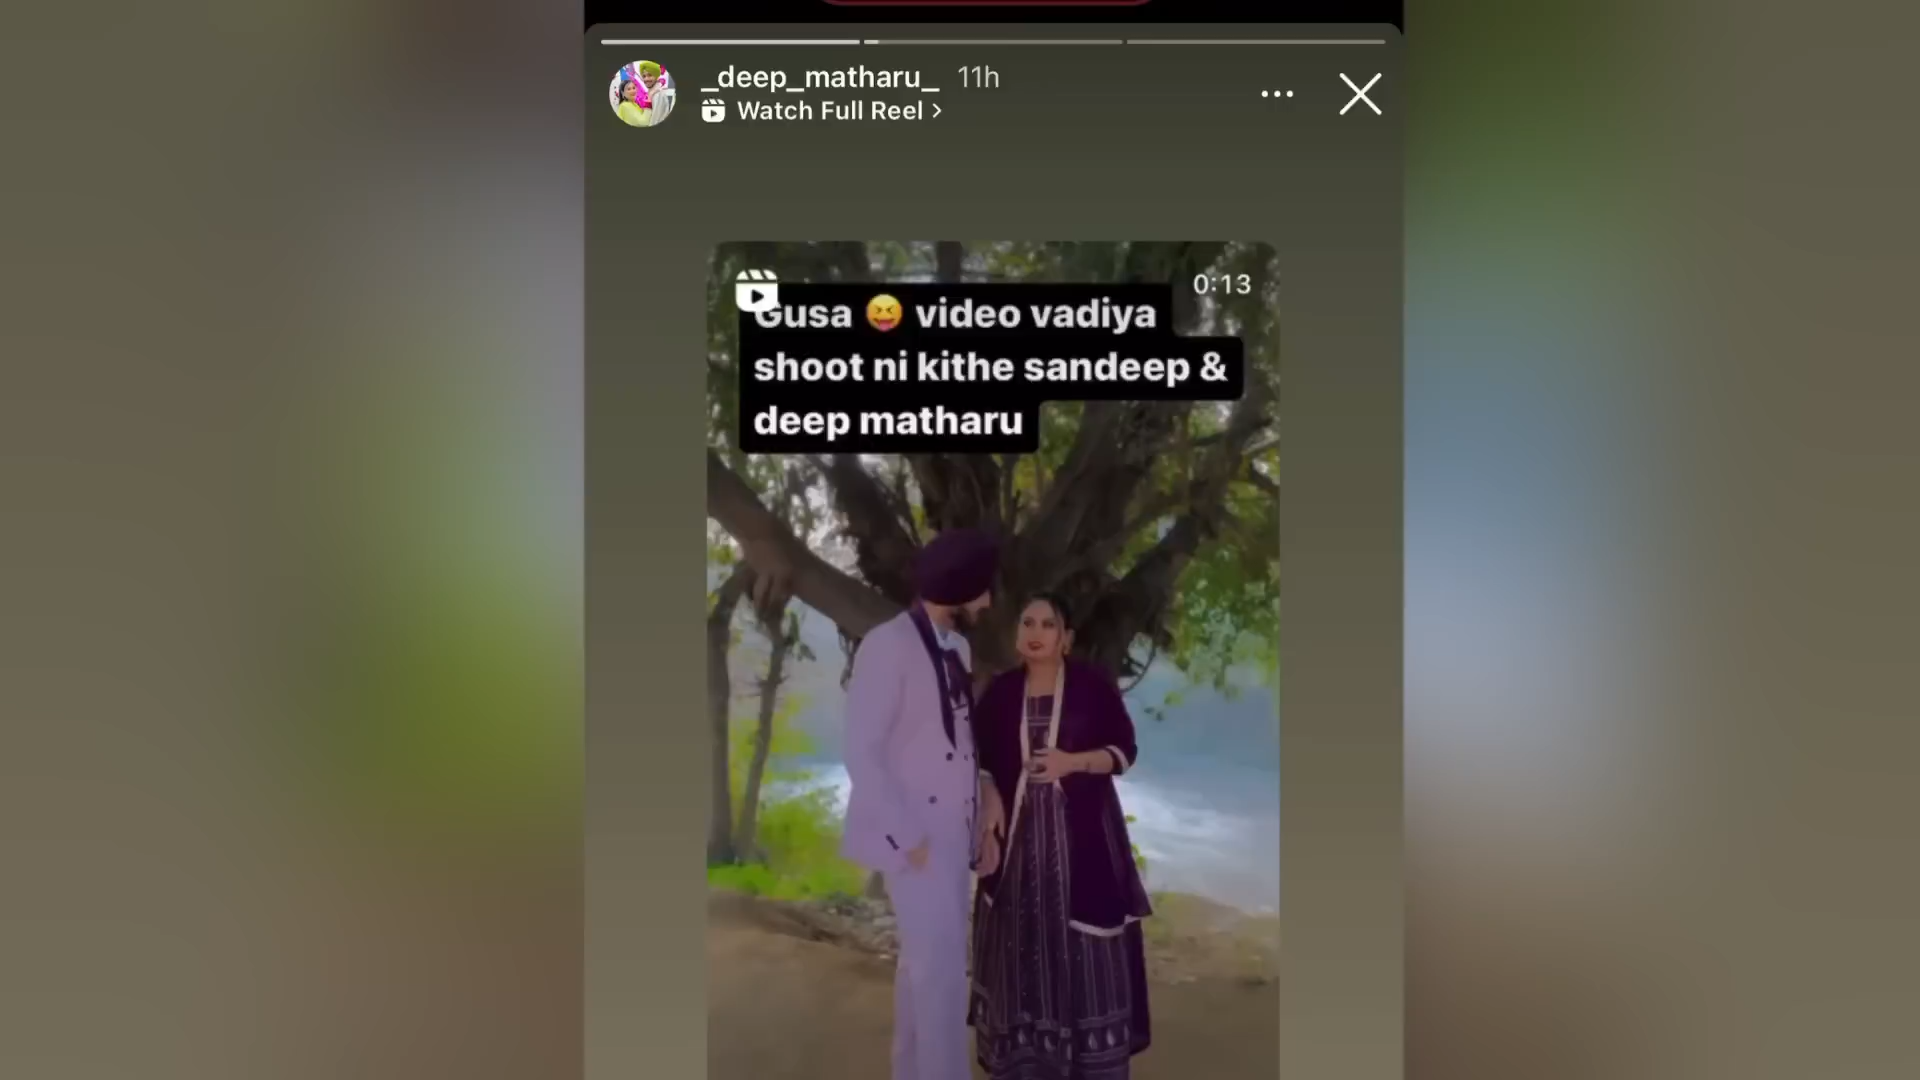 _deep_matharu_ 11h
Watch Full Reel >
0:13
Gusa 😝 video vadiya
shoot ni kithe sandeep &
deep matharu